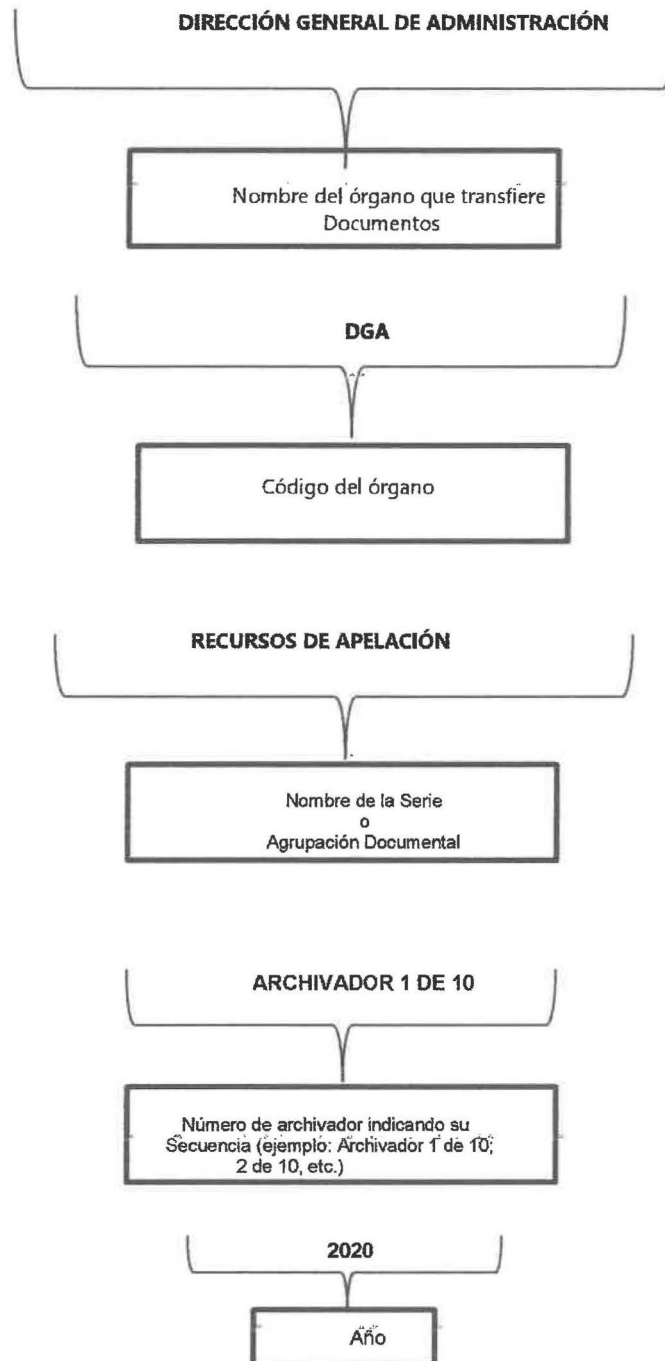 DIRECCIÓN GENERAL DE ADMINISTRACIÓN
Nombre del órgano que transfiere
Documentos
DGA
Código del órgano
RECURSOS DE APELACIÓN
Nombre de la Serie
o
Agrupación Documental
ARCHIVADOR 1 DE 10
Número de archivador indicando su
Secuencia (ejemplo: Archivador 1 de 10;
2 de 10, etc.)
2020
Año